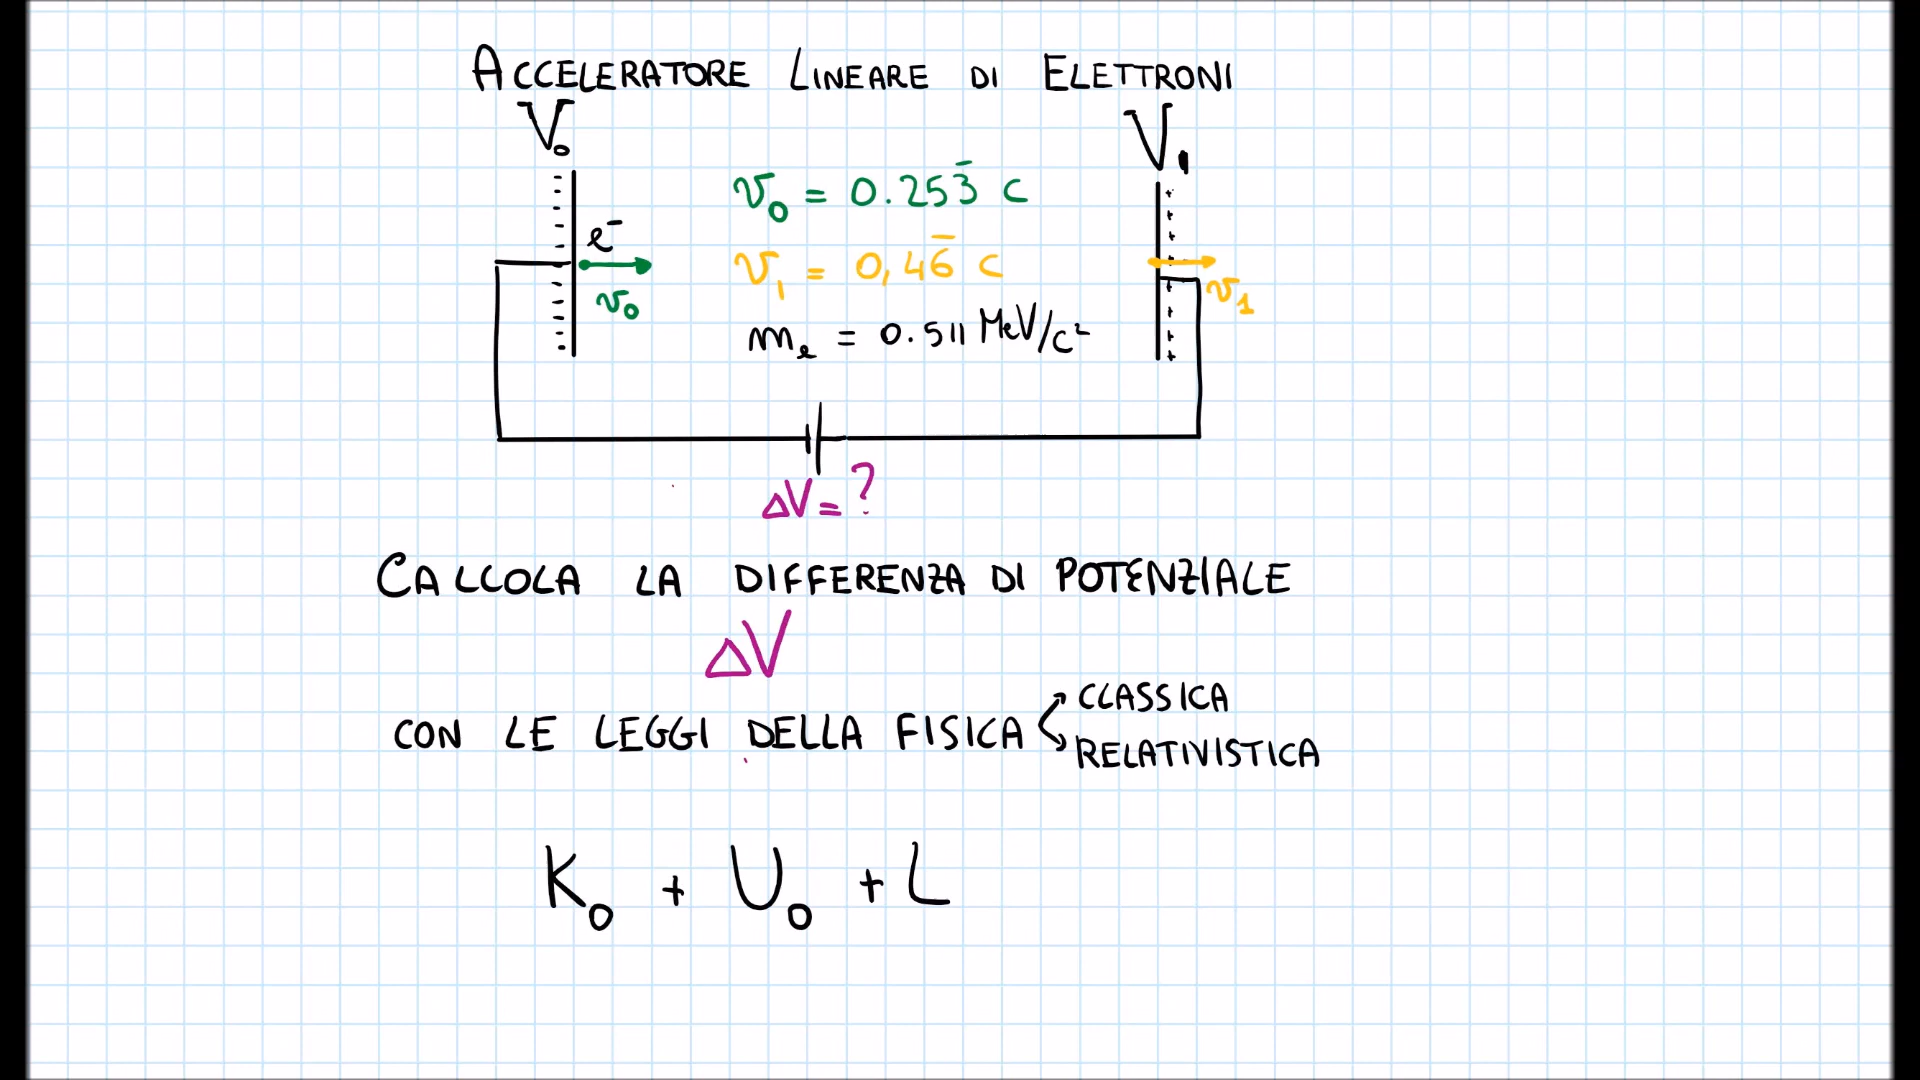 ACCELERATORE LINEARE DI ELETTRONI
V₀ V₁
v₀ = 0.253̅ c
e⁻
v₁ = 0,46̅ c
v₀ v₁
mₑ = 0.511 MeV/c²
ΔV = ?
CALCOLA LA DIFFERENZA DI POTENZIALE
ΔV
CON LE LEGGI DELLA FISICA CLASSICA
RELATIVISTICA
K₀ + U₀ + L